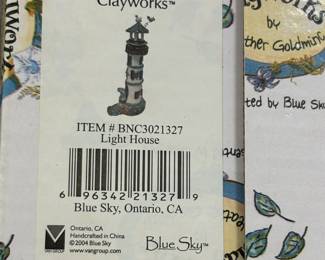 Clayworks™
ITEM # BNC3021327
Light House
6 96342 21327 9
Blue Sky, Ontario, CA
Ontario, CA
Handcrafted in China
©2004 Blue Sky
www.vangroup.com
Blue Sky™
by
ther Goldminc
ted by Blue Sky